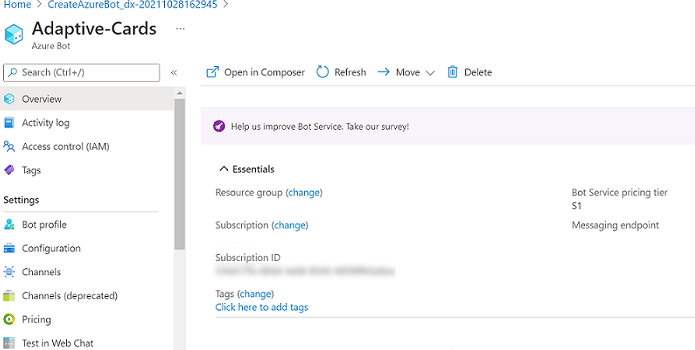 Home > CreateAzureBot_dx-20211028162945 >
Adaptive-Cards ...
Azure Bot
Search (Ctrl+/)
«
Open in Composer Refresh Move Delete
Overview
Activity log
Access control (IAM)
Tags
Settings
Bot profile
Configuration
Channels
Channels (deprecated)
Pricing
Test in Web Chat
Help us improve Bot Service. Take our survey!
Essentials
Resource group (change)
Subscription (change)
Subscription ID
Tags (change)
Click here to add tags
Bot Service pricing tier
S1
Messaging endpoint